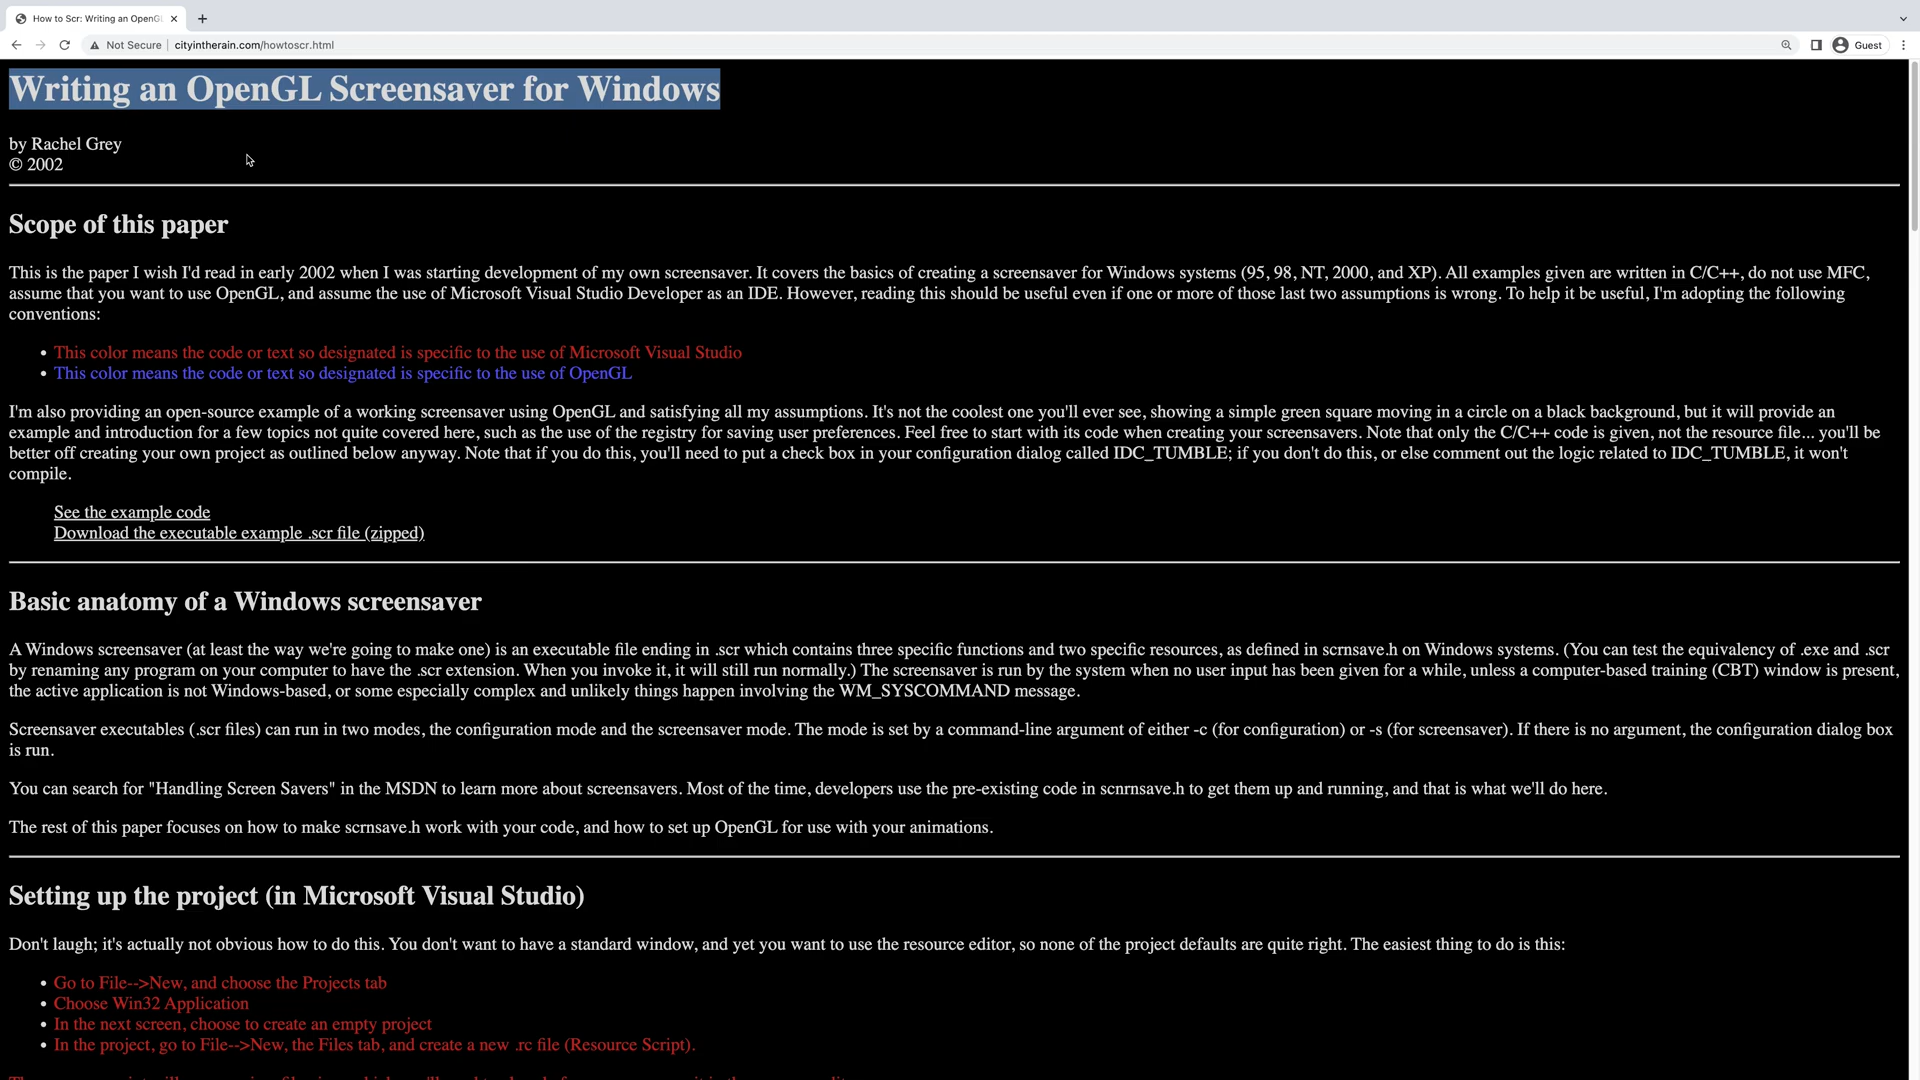 How to Scr: Writing an OpenG
Not Secure
cityintherain.com/howtoscr.html
Guest
Writing an OpenGL Screensaver for Windows
by Rachel Grey
© 2002
Scope of this paper
This is the paper I wish I'd read in early 2002 when I was starting development of my own screensaver. It covers the basics of creating a screensaver for Windows systems (95, 98, NT, 2000, and XP). All examples given are written in C/C++, do not use MFC,
assume that you want to use OpenGL, and assume the use of Microsoft Visual Studio Developer as an IDE. However, reading this should be useful even if one or more of those last two assumptions is wrong. To help it be useful, I'm adopting the following
conventions:
• This color means the code or text so designated is specific to the use of Microsoft Visual Studio
• This color means the code or text so designated is specific to the use of OpenGL
I'm also providing an open-source example of a working screensaver using OpenGL and satisfying all my assumptions. It's not the coolest one you'll ever see, showing a simple green square moving in a circle on a black background, but it will provide an
example and introduction for a few topics not quite covered here, such as the use of the registry for saving user preferences. Feel free to start with its code when creating your screensavers. Note that only the C/C++ code is given, not the resource file... you'll be
better off creating your own project as outlined below anyway. Note that if you do this, you'll need to put a check box in your configuration dialog called IDC_TUMBLE; if you don't do this, or else comment out the logic related to IDC_TUMBLE, it won't
compile.
See the example code
Download the executable example .scr file (zipped)
Basic anatomy of a Windows screensaver
A Windows screensaver (at least the way we're going to make one) is an executable file ending in .scr which contains three specific functions and two specific resources, as defined in scrnsave.h on Windows systems. (You can test the equivalency of .exe and .scr
by renaming any program on your computer to have the .scr extension. When you invoke it, it will still run normally.) The screensaver is run by the system when no user input has been given for a while, unless a computer-based training (CBT) window is present,
the active application is not Windows-based, or some especially complex and unlikely things happen involving the WM_SYSCOMMAND message.
Screensaver executables (.scr files) can run in two modes, the configuration mode and the screensaver mode. The mode is set by a command-line argument of either -c (for configuration) or -s (for screensaver). If there is no argument, the configuration dialog box
is run.
You can search for "Handling Screen Savers" in the MSDN to learn more about screensavers. Most of the time, developers use the pre-existing code in scnrnsave.h to get them up and running, and that is what we'll do here.
The rest of this paper focuses on how to make scrnsave.h work with your code, and how to set up OpenGL for use with your animations.
Setting up the project (in Microsoft Visual Studio)
Don't laugh; it's actually not obvious how to do this. You don't want to have a standard window, and yet you want to use the resource editor, so none of the project defaults are quite right. The easiest thing to do is this:
• Go to File-->New, and choose the Projects tab
• Choose Win32 Application
• In the next screen, choose to create an empty project
• In the project, go to File-->New, the Files tab, and create a new .rc file (Resource Script).